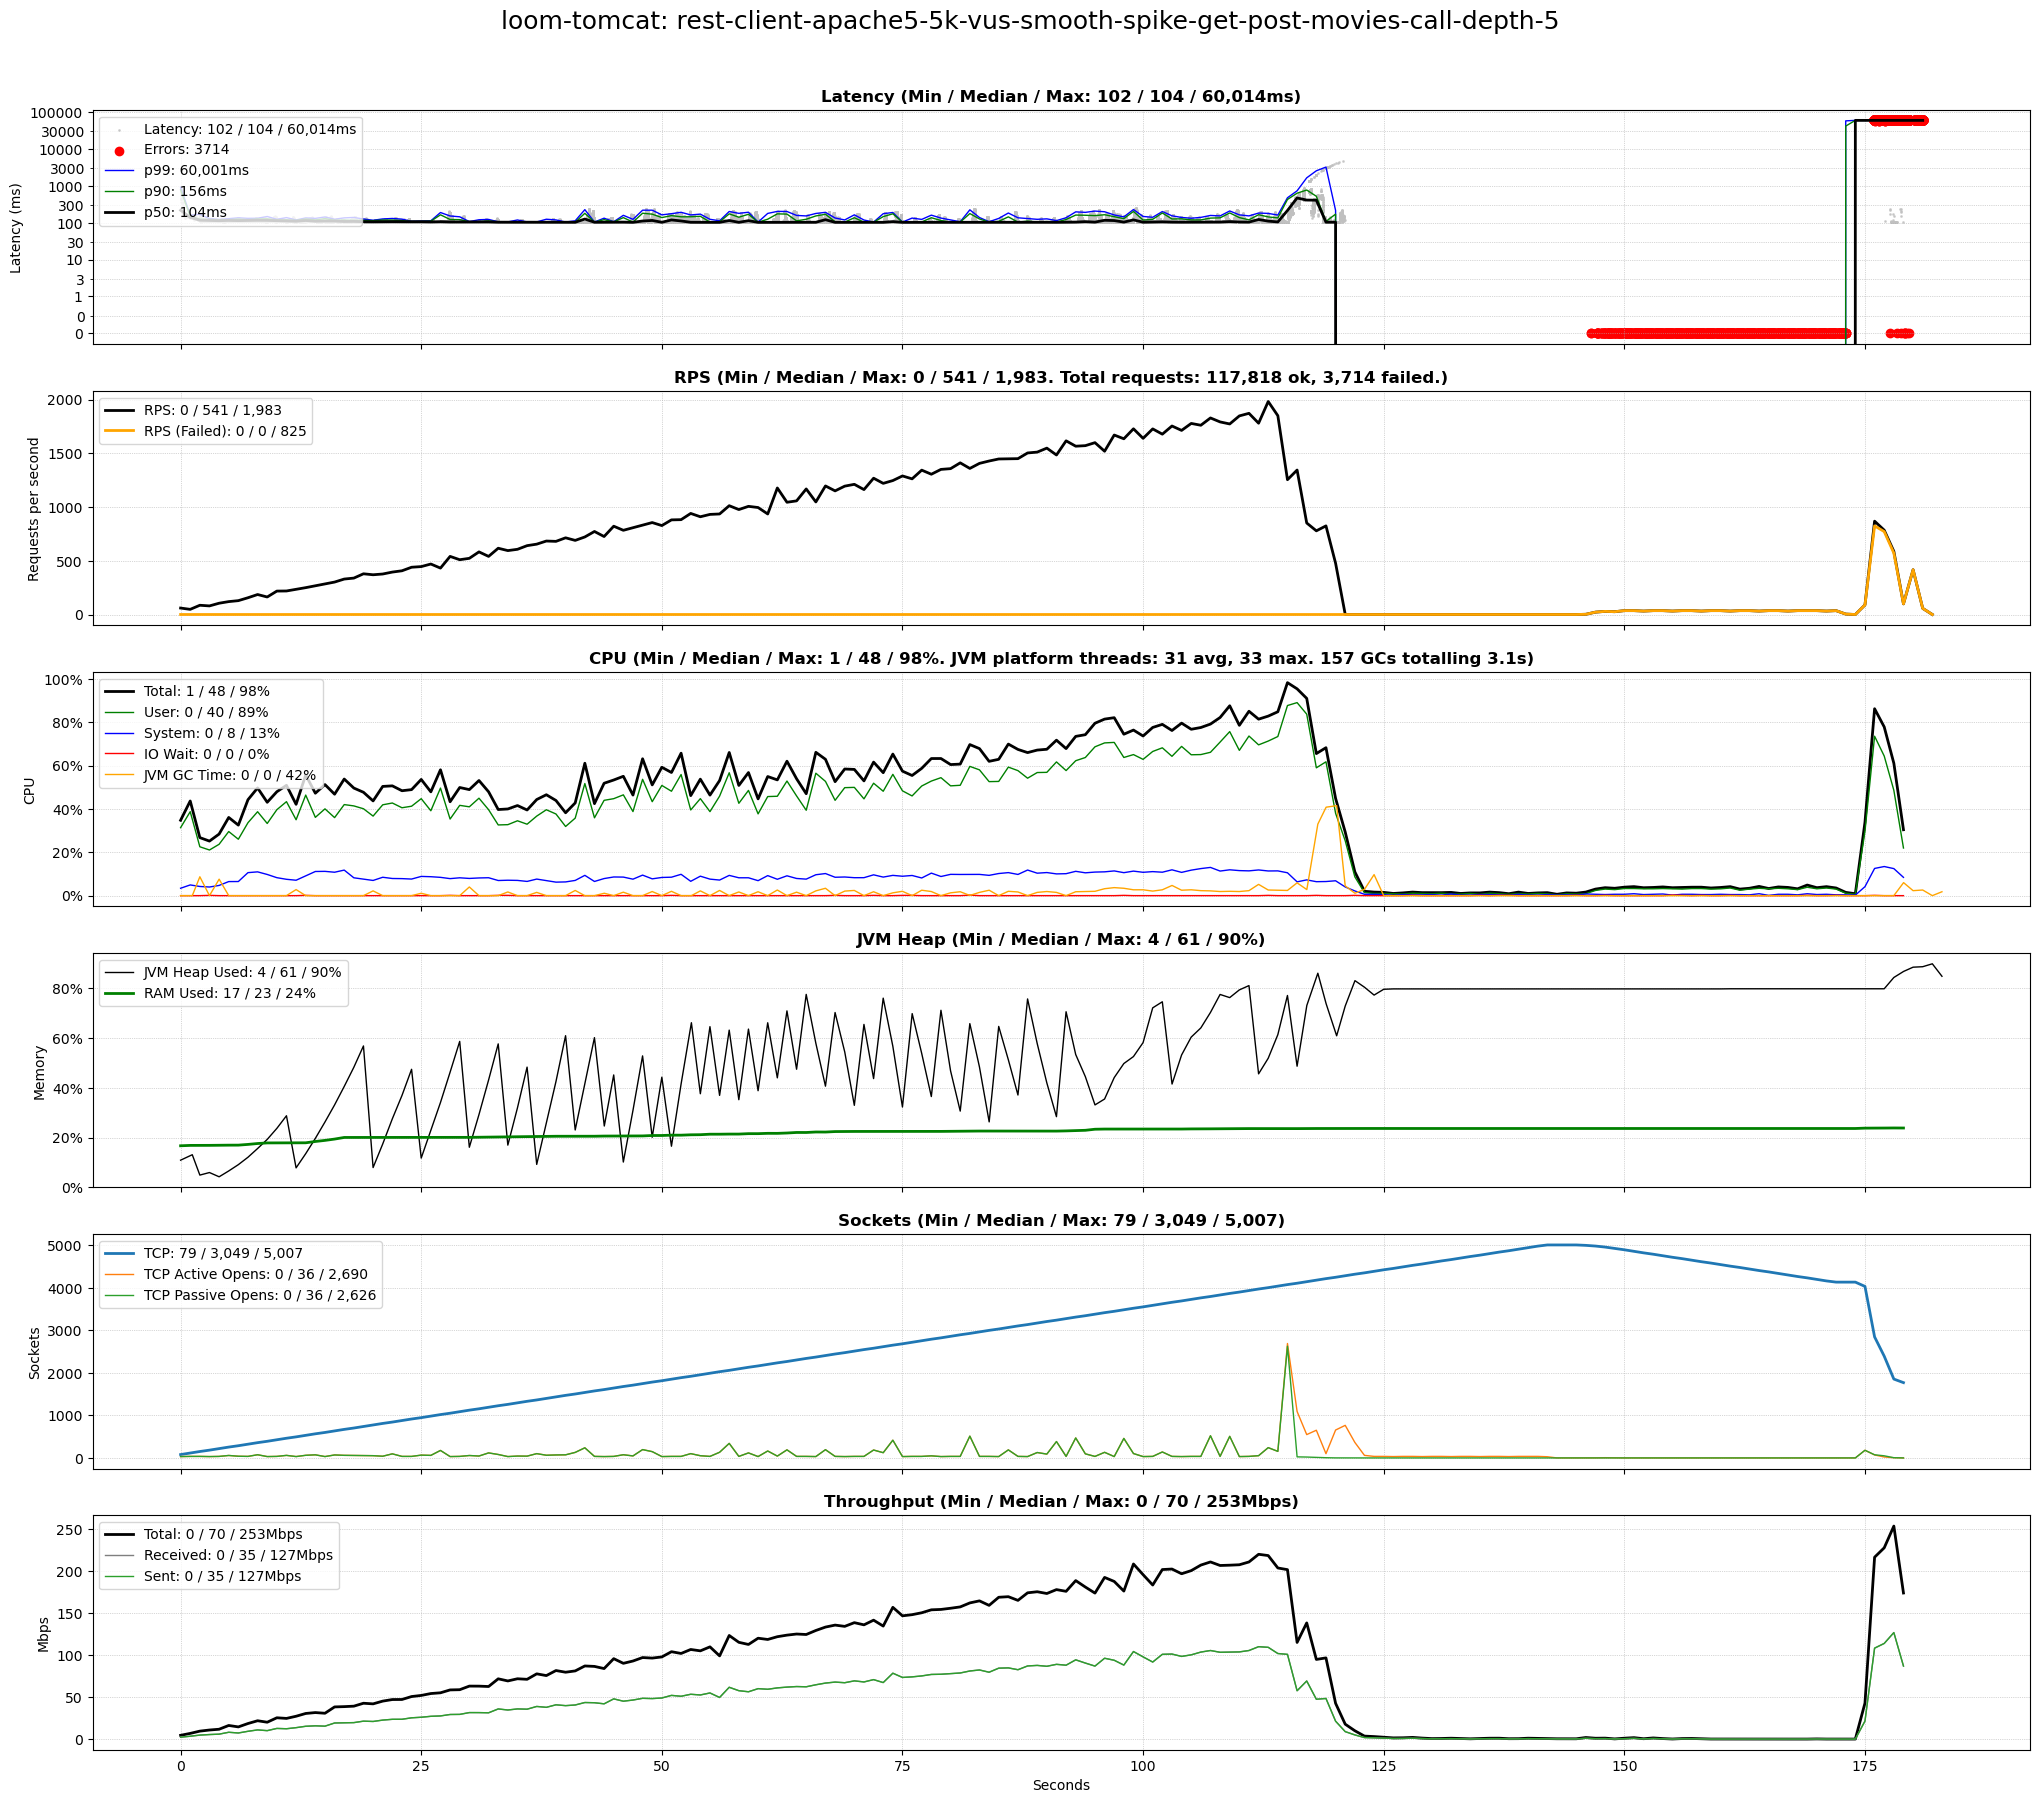 loom-tomcat: rest-client-apache5-5k-vus-smooth-spike-get-post-movies-call-depth-5
Latency (Min / Median / Max: 102 / 104 / 60,014ms)
Latency (ms)
100000
30000
10000
3000
1000
300
100
30
10
3
1
0
0
Latency: 102 / 104 / 60,014ms
Errors: 3714
p99: 60,001ms
p90: 156ms
p50: 104ms
RPS (Min / Median / Max: 0 / 541 / 1,983. Total requests: 117,818 ok, 3,714 failed.)
Requests per second
2000
1500
1000
500
0
RPS: 0 / 541 / 1,983
RPS (Failed): 0 / 0 / 825
CPU (Min / Median / Max: 1 / 48 / 98%. JVM platform threads: 31 avg, 33 max. 157 GCs totalling 3.1s)
CPU
100%
80%
60%
40%
20%
0%
Total: 1 / 48 / 98%
User: 0 / 40 / 89%
System: 0 / 8 / 13%
IO Wait: 0 / 0 / 0%
JVM GC Time: 0 / 0 / 42%
JVM Heap (Min / Median / Max: 4 / 61 / 90%)
Memory
80%
60%
40%
20%
0%
JVM Heap Used: 4 / 61 / 90%
RAM Used: 17 / 23 / 24%
Sockets (Min / Median / Max: 79 / 3,049 / 5,007)
Sockets
5000
4000
3000
2000
1000
0
TCP: 79 / 3,049 / 5,007
TCP Active Opens: 0 / 36 / 2,690
TCP Passive Opens: 0 / 36 / 2,626
Throughput (Min / Median / Max: 0 / 70 / 253Mbps)
Mbps
250
200
150
100
50
0
Total: 0 / 70 / 253Mbps
Received: 0 / 35 / 127Mbps
Sent: 0 / 35 / 127Mbps
0 25 50 75 100 125 150 175
Seconds